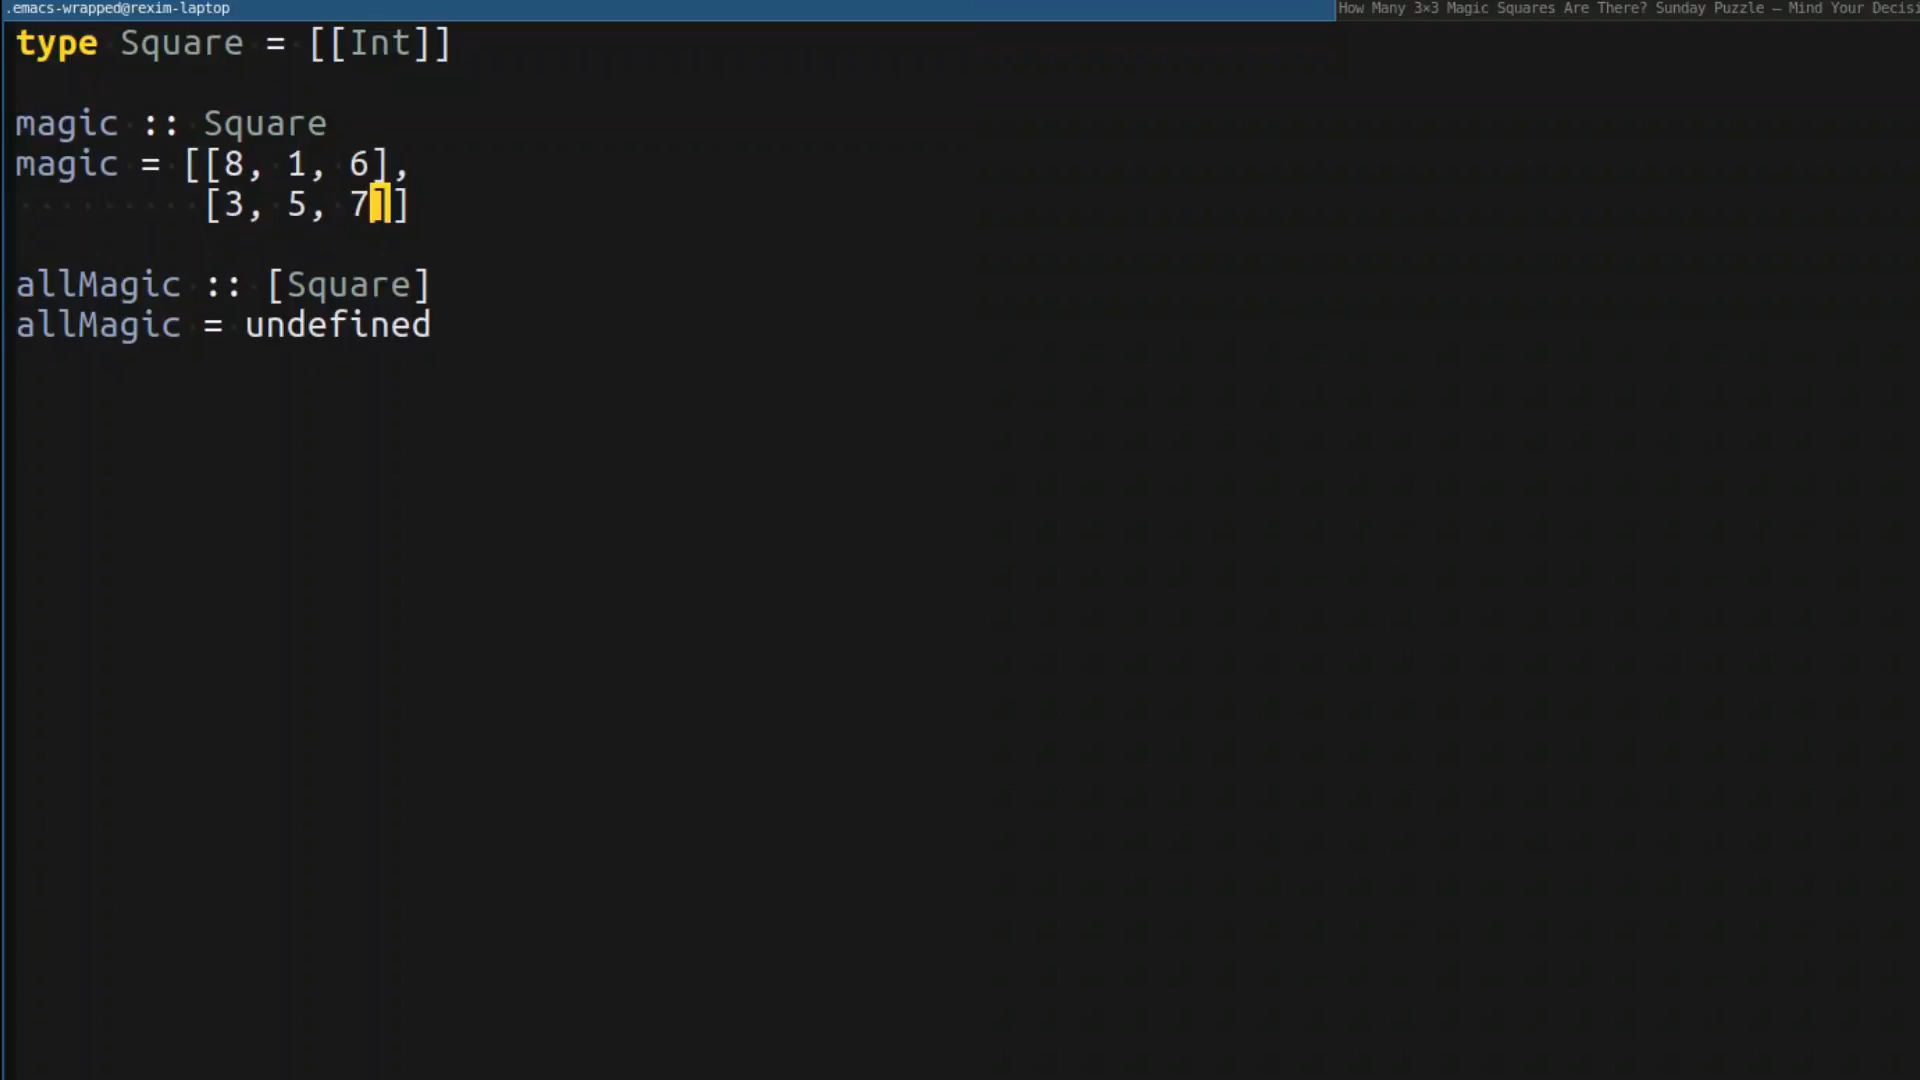 .emacs-wrapped@rexim-laptop
How Many 3×3 Magic Squares Are There? Sunday Puzzle – Mind Your Decisi
type Square = [[Int]]
magic :: Square
magic = [[8, 1, 6],
[3, 5, 7]]
allMagic :: [Square]
allMagic = undefined